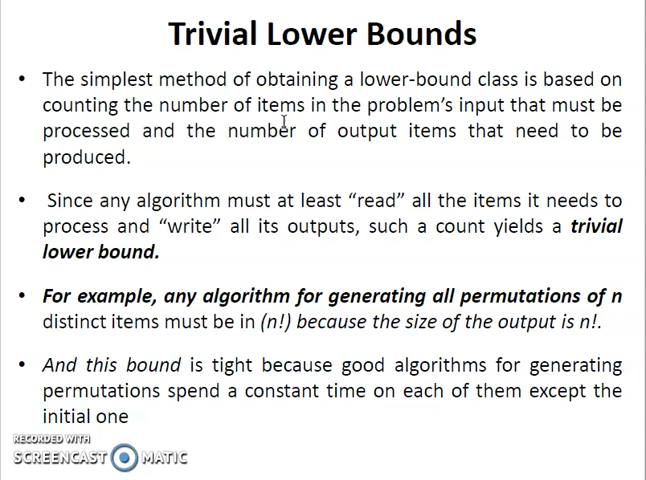 Trivial Lower Bounds
• The simplest method of obtaining a lower-bound class is based on
counting the number of items in the problem's input that must be
processed and the number of output items that need to be
produced.
• Since any algorithm must at least “read” all the items it needs to
process and “write” all its outputs, such a count yields a trivial
lower bound.
• For example, any algorithm for generating all permutations of n
distinct items must be in (n!) because the size of the output is n!.
• And this bound is tight because good algorithms for generating
permutations spend a constant time on each of them except the
initial one
RECORDED WITH
SCREENCAST MATIC